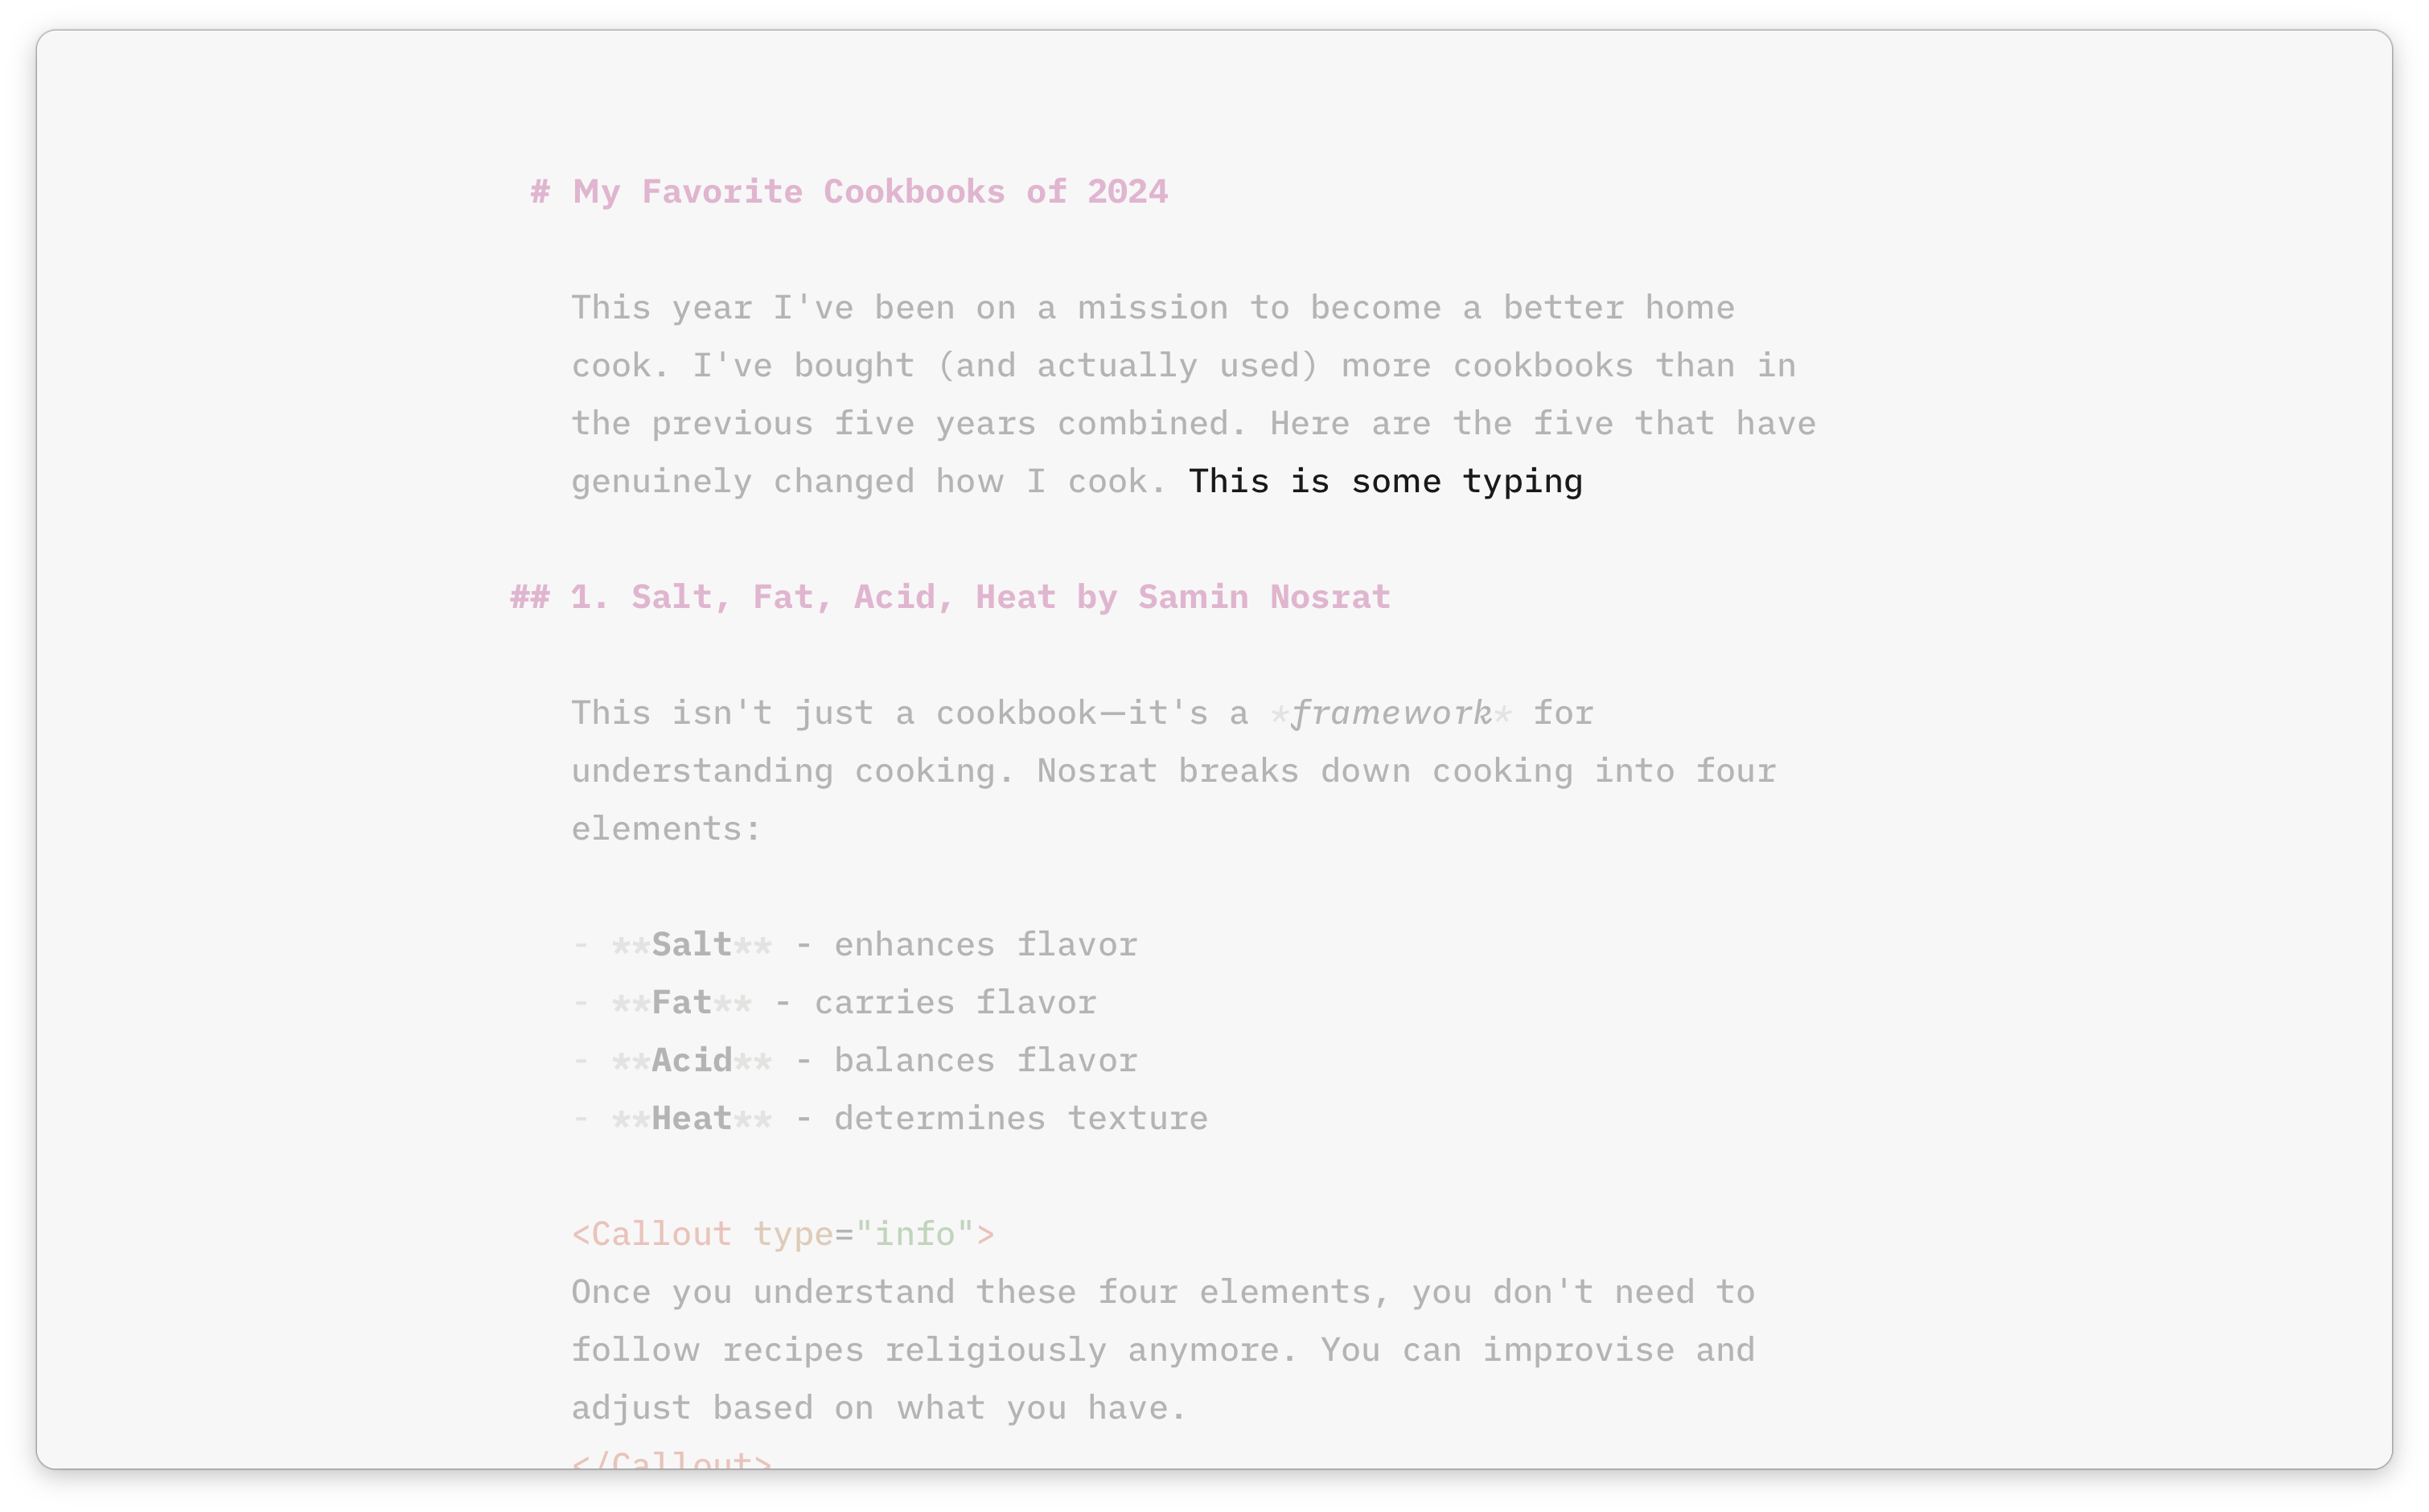 # My Favorite Cookbooks of 2024
This year I've been on a mission to become a better home
cook. I've bought (and actually used) more cookbooks than in
the previous five years combined. Here are the five that have
genuinely changed how I cook. This is some typing
## 1. Salt, Fat, Acid, Heat by Samin Nosrat
This isn't just a cookbook—it's a *framework* for
understanding cooking. Nosrat breaks down cooking into four
elements:
- **Salt** - enhances flavor
- **Fat** - carries flavor
- **Acid** - balances flavor
- **Heat** - determines texture
<Callout type="info">
Once you understand these four elements, you don't need to
follow recipes religiously anymore. You can improvise and
adjust based on what you have.
</Callout>